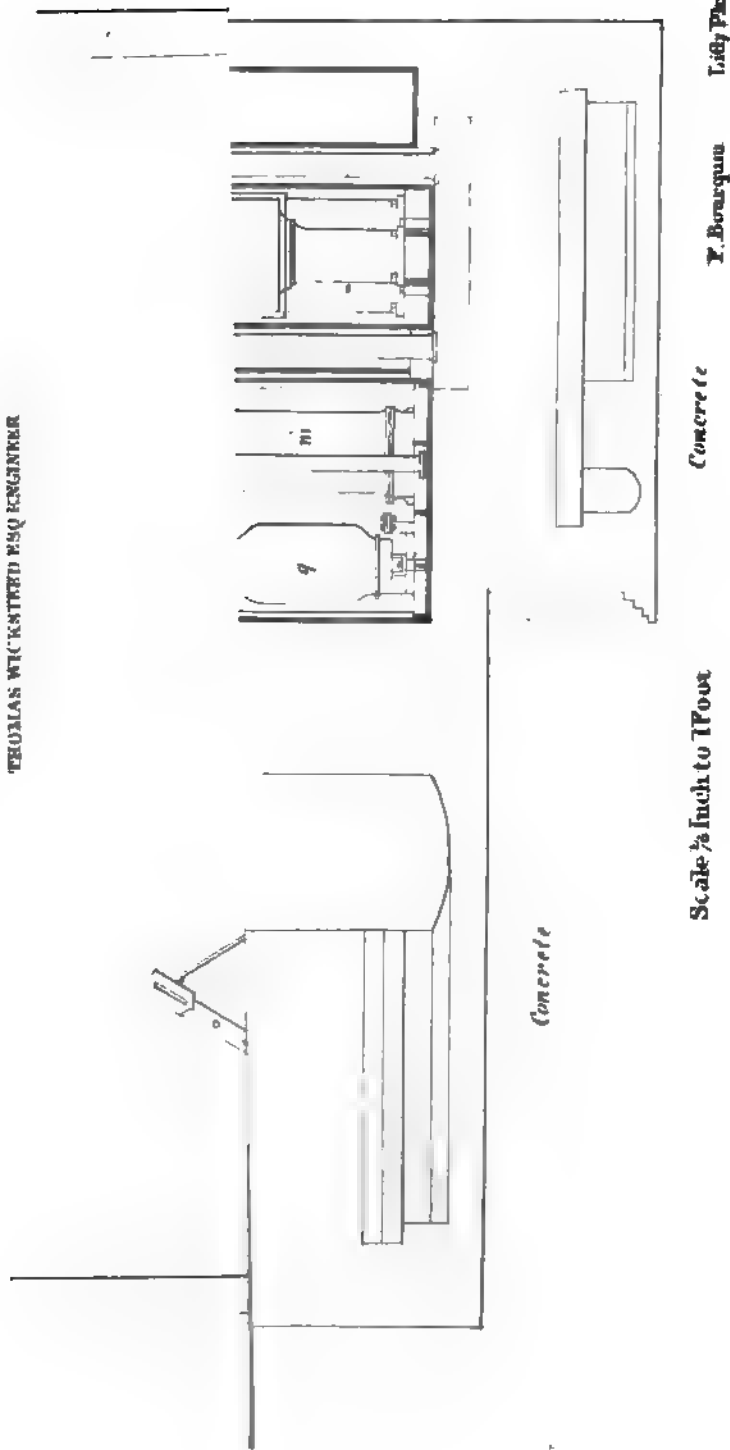 THOMAS WICKSTEED ESQ ENGINEER
m
q
Concrete
Concrete
Scale ⅛ Inch to 1 Foot
P. Bourquin